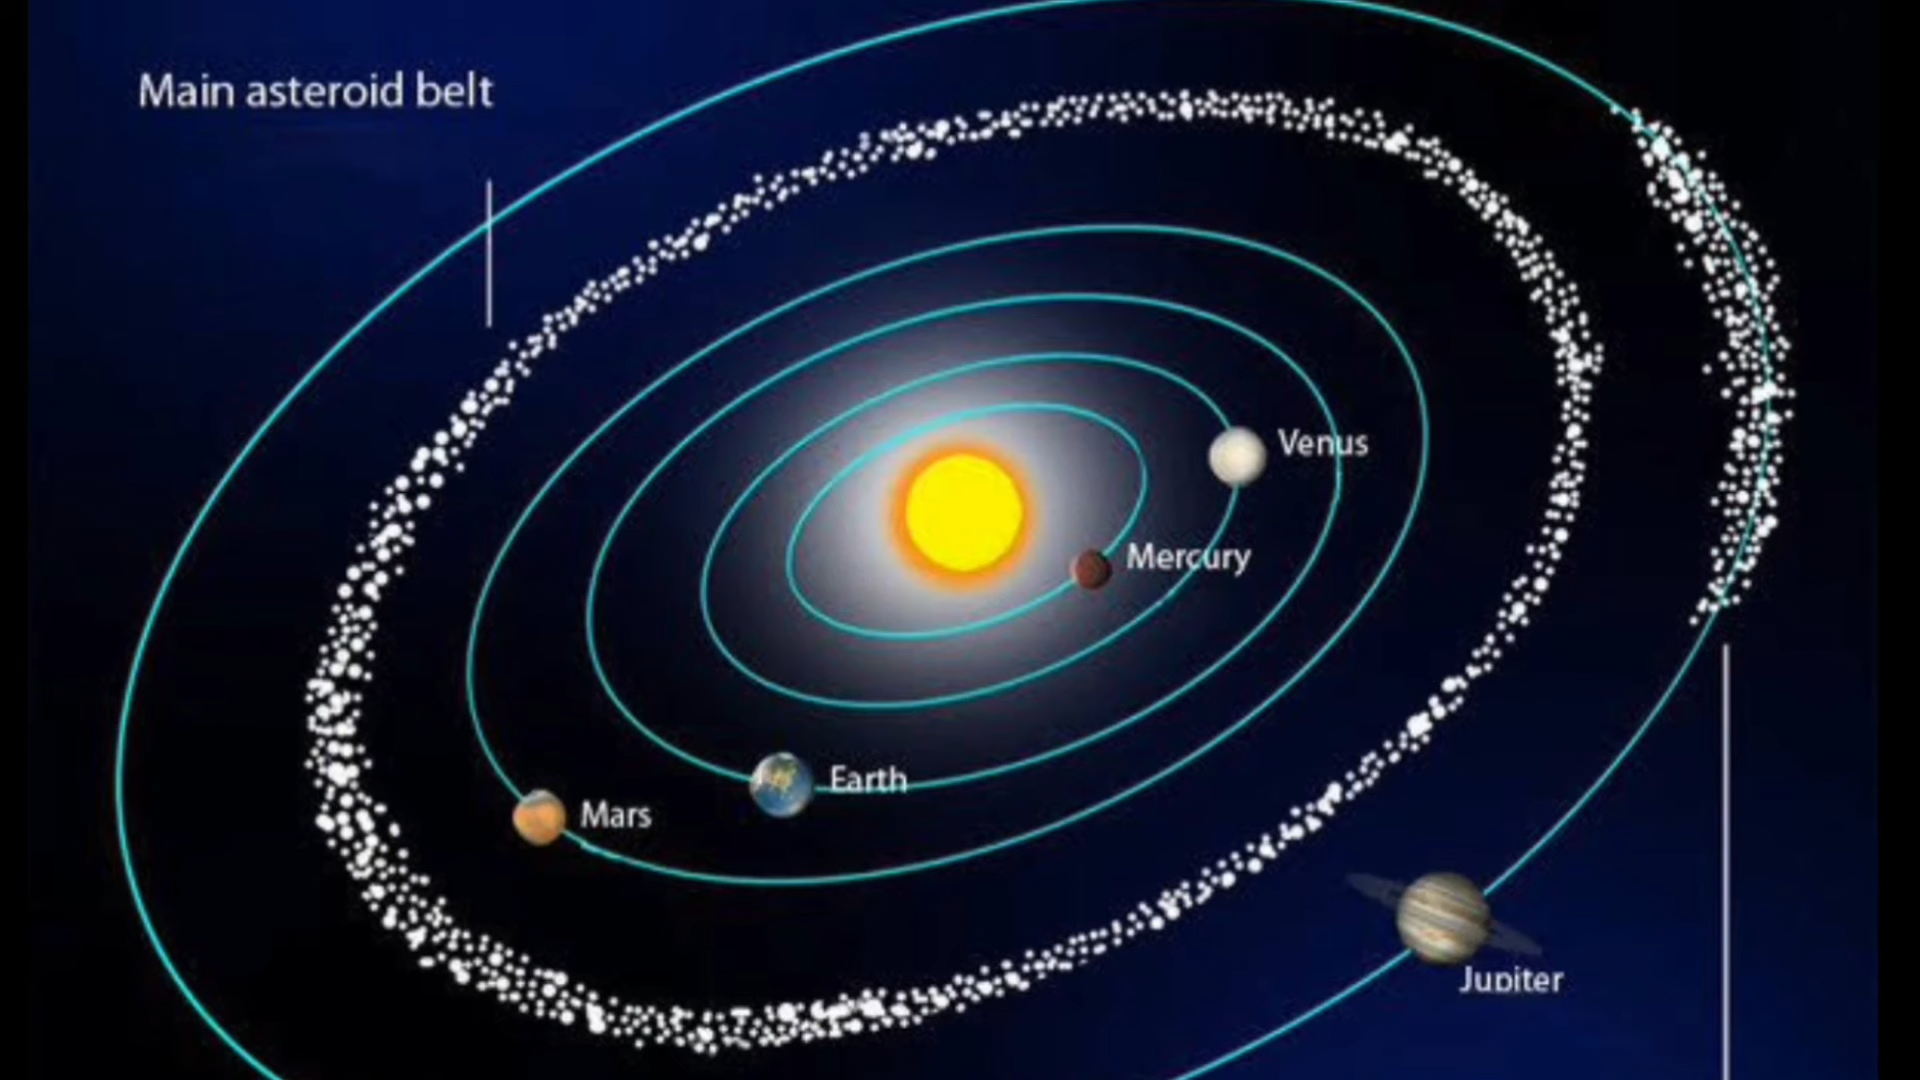 Main asteroid belt
Venus
Mercury
Earth
Mars
Jupiter